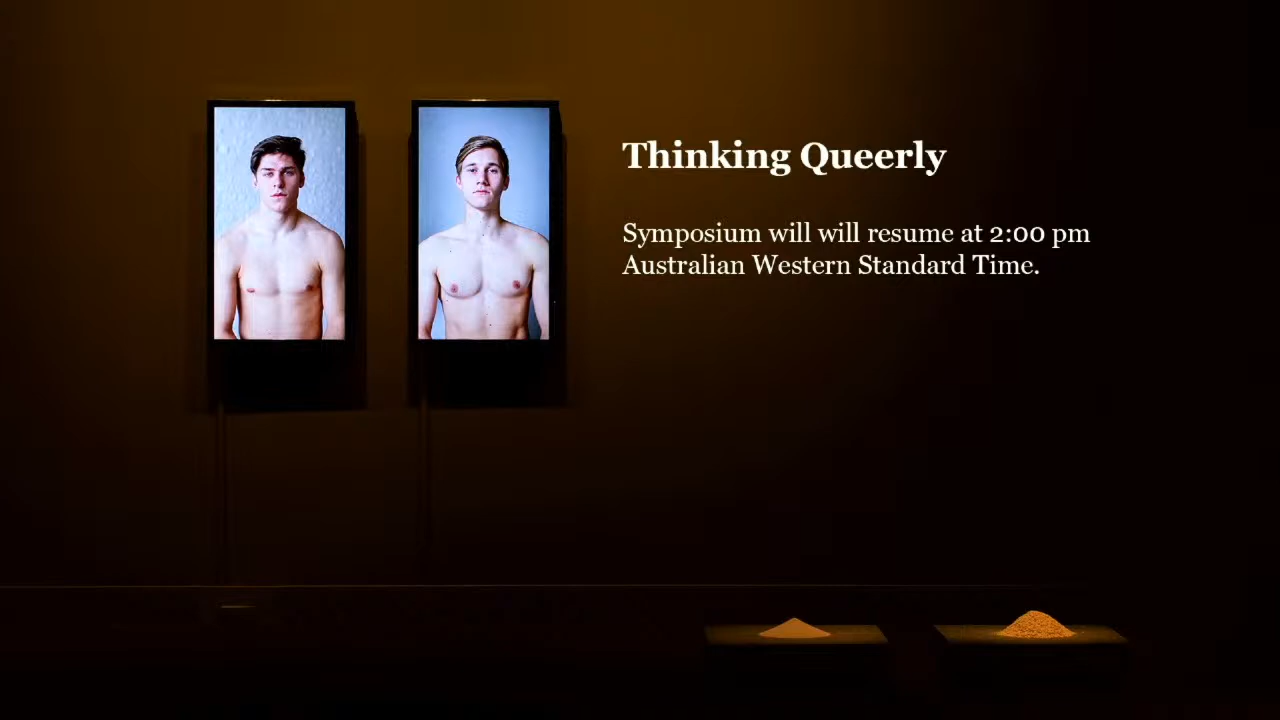 Thinking Queerly
Symposium will will resume at 2:00 pm
Australian Western Standard Time.